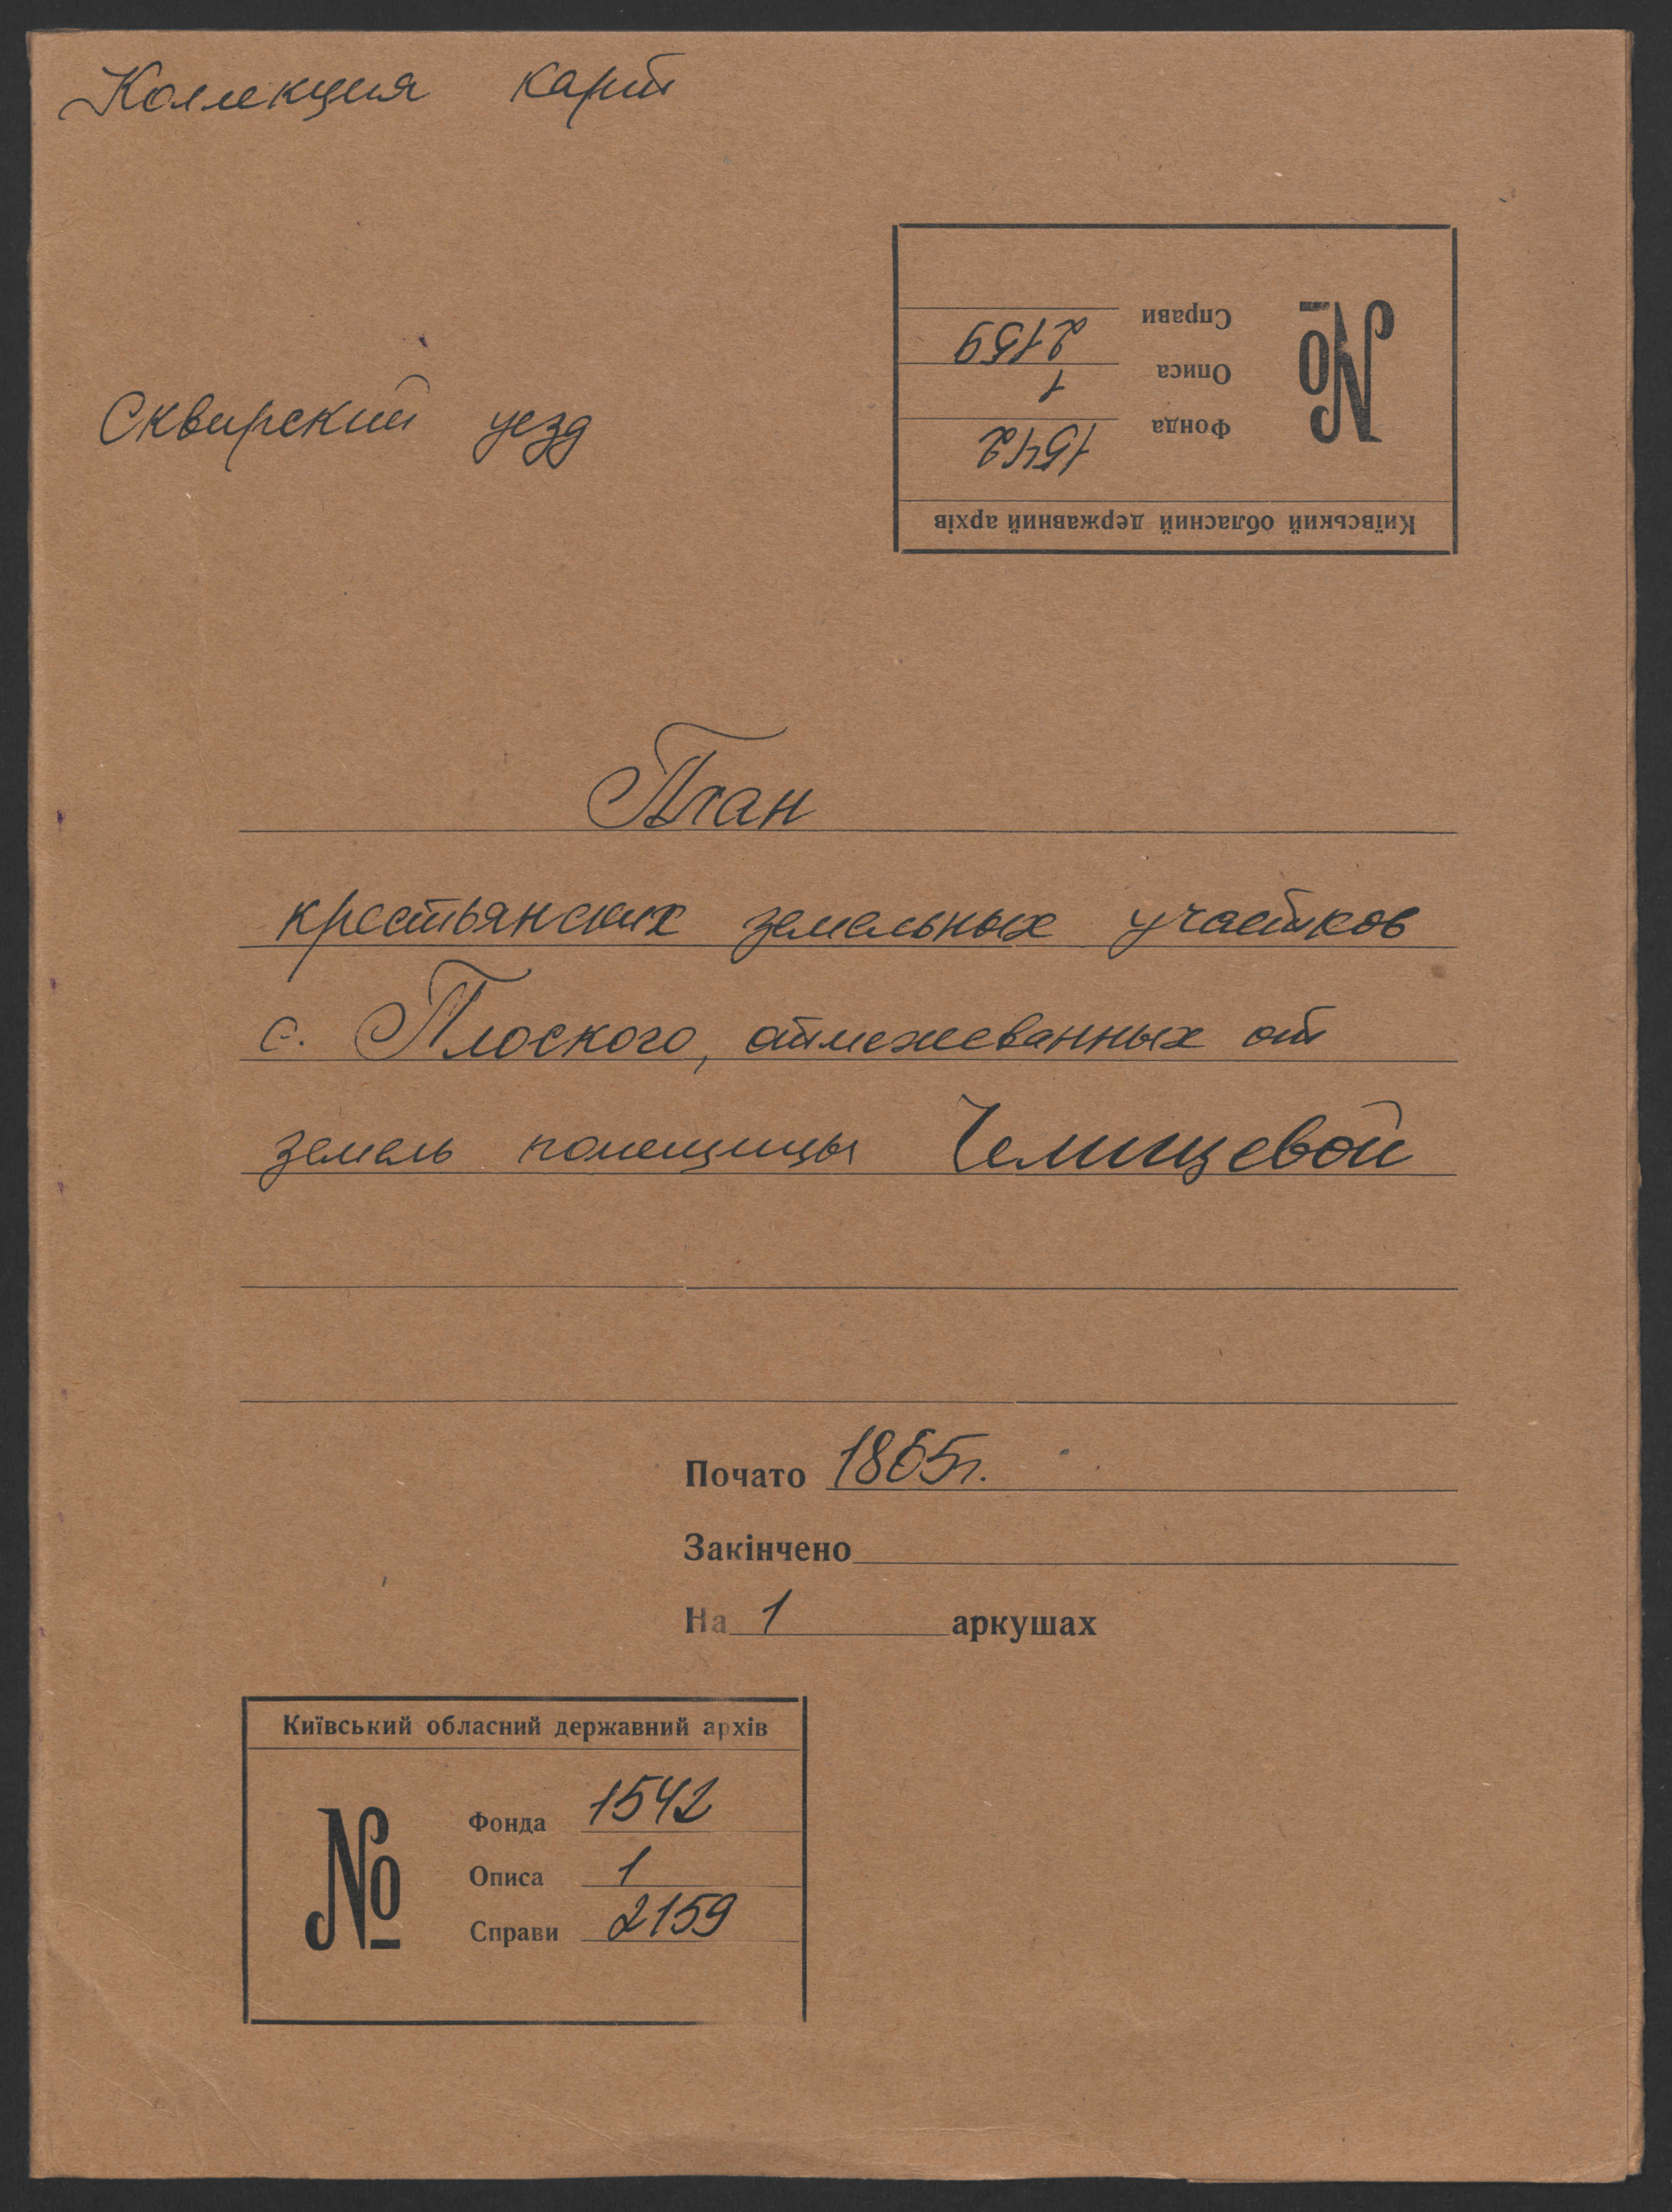 Коллекция карт
Київський обласний державний архів
№
Фонда 1542
Описа 1
Справи 2159
Сквирский уезд
План
крестьянских земельных участков
с. Плоского, отмежеванных от
земель помещицы Челищевой
Почато 1865г.
Закінчено
На 1 аркушах
Київський обласний державний архів
№
Фонда 1542
Описа 1
Справи 2159